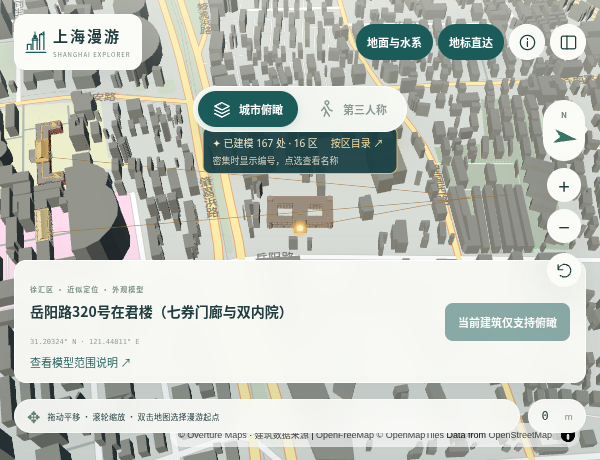 上海漫游
SHANGHAI EXPLORER
地面与水系
地标直达
N
城市俯瞰
第三人称
✦ 已建模 167 处 · 16 区 按区目录 ↗
密集时显示编号，点选查看名称
+
−
岳阳路
徐汇区 · 近似定位 · 外观模型
岳阳路320号在君楼（七券门廊与双内院）
当前建筑仅支持俯瞰
31.20324° N · 121.44811° E
查看模型范围说明 ↗
拖动平移 · 滚轮缩放 · 双击地图选择漫游起点
0 m
© Overture Maps · 建筑数据来源 | OpenFreeMap © OpenMapTiles Data from OpenStreetMap